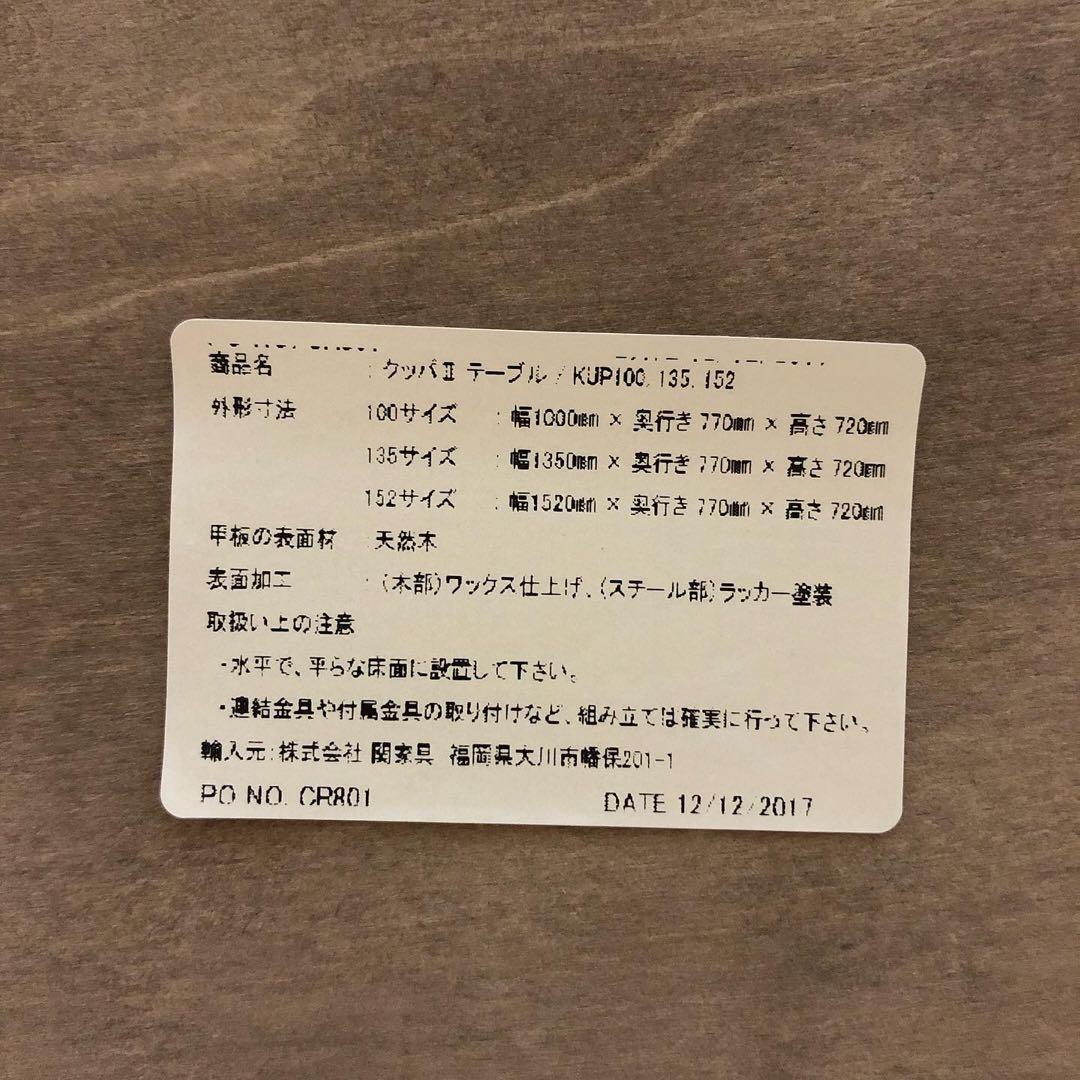 商品名 : クッパⅡ テーブル / KUP100, 135, 152
外形寸法 100サイズ : 幅1000㎜ × 奥行き 770㎜ × 高さ 720㎜
135サイズ : 幅1350㎜ × 奥行き 770㎜ × 高さ 720㎜
152サイズ : 幅1520㎜ × 奥行き 770㎜ × 高さ 720㎜
甲板の表面材 : 天然木
表面加工 : (木部)ワックス仕上げ、(スチール部)ラッカー塗装
取扱い上の注意
・水平で、平らな床面に設置して下さい。
・連結金具や付属金具の取り付けなど、組み立ては確実に行って下さい。
輸入元:株式会社 関家具 福岡県大川市幡保201-1
PO NO. CR801 DATE 12/12/2017